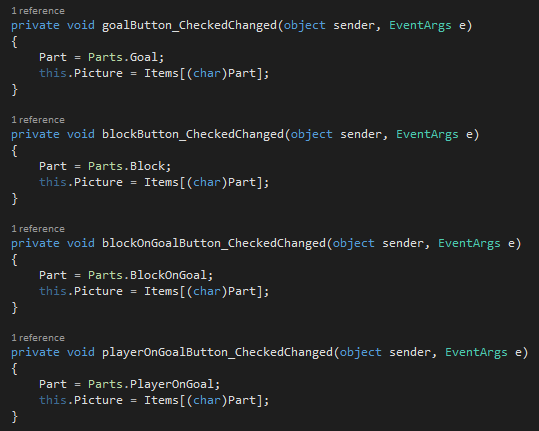 1 reference
private void goalButton_CheckedChanged(object sender, EventArgs e)
{
Part = Parts.Goal;
this.Picture = Items[(char)Part];
}
1 reference
private void blockButton_CheckedChanged(object sender, EventArgs e)
{
Part = Parts.Block;
this.Picture = Items[(char)Part];
}
1 reference
private void blockOnGoalButton_CheckedChanged(object sender, EventArgs e)
{
Part = Parts.BlockOnGoal;
this.Picture = Items[(char)Part];
}
1 reference
private void playerOnGoalButton_CheckedChanged(object sender, EventArgs e)
{
Part = Parts.PlayerOnGoal;
this.Picture = Items[(char)Part];
}